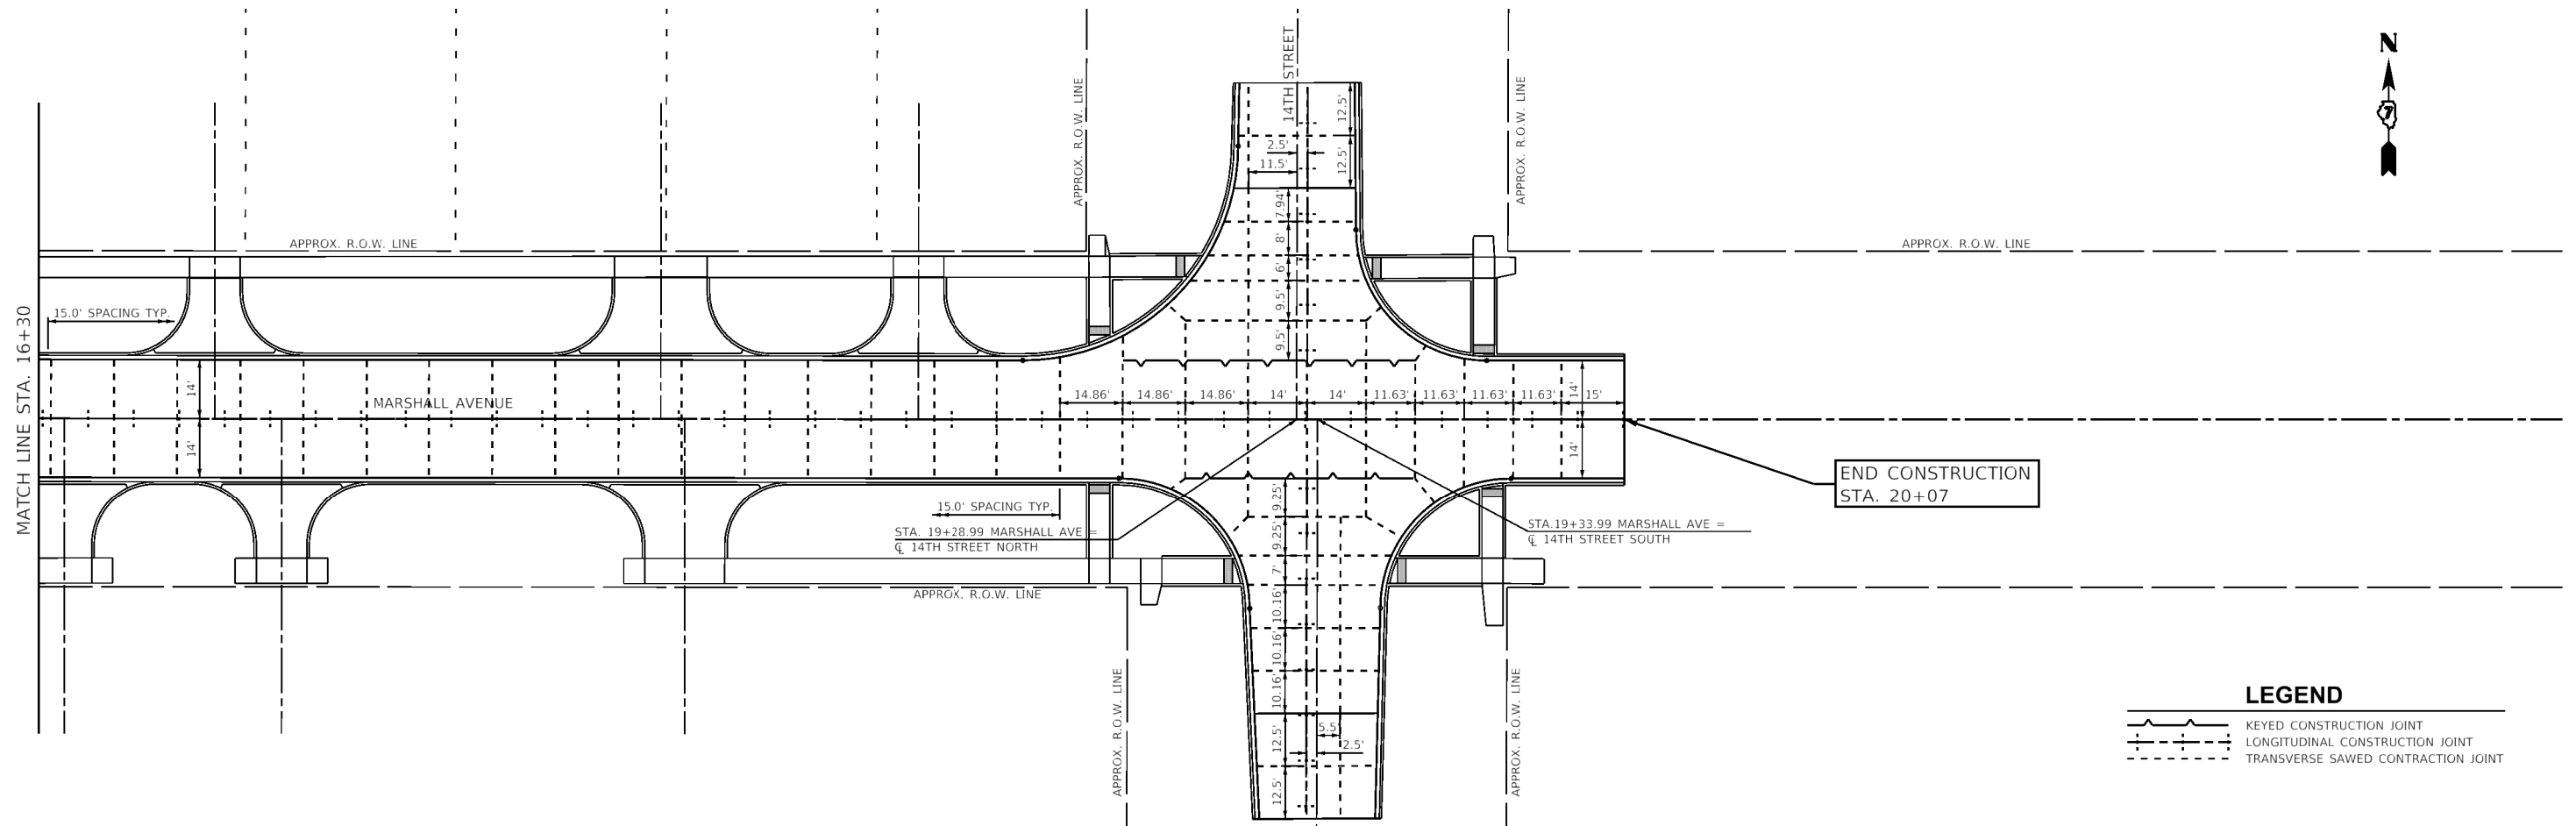 N
7
14TH STREET
APPROX. R.O.W. LINE
APPROX. R.O.W. LINE
12.5'
12.5'
2.5'
11.5'
7.94'
8'
6'
9.5'
9.5'
APPROX. R.O.W. LINE
APPROX. R.O.W. LINE
MATCH LINE STA. 16+30
15.0' SPACING TYP.
14'
14'
MARSHALL AVENUE
14.86'
14.86'
14.86'
14'
14'
11.63'
11.63'
11.63'
11.63'
15'
14'
14'
END CONSTRUCTION
STA. 20+07
15.0' SPACING TYP.
STA. 19+28.99 MARSHALL AVE =
℄ 14TH STREET NORTH
STA.19+33.99 MARSHALL AVE =
℄ 14TH STREET SOUTH
9.25'
9.25'
7'
10.16'
10.16'
10.16'
12.5'
12.5'
5.5'
2.5'
APPROX. R.O.W. LINE
APPROX. R.O.W. LINE
APPROX. R.O.W. LINE
LEGEND
KEYED CONSTRUCTION JOINT
LONGITUDINAL CONSTRUCTION JOINT
TRANSVERSE SAWED CONTRACTION JOINT